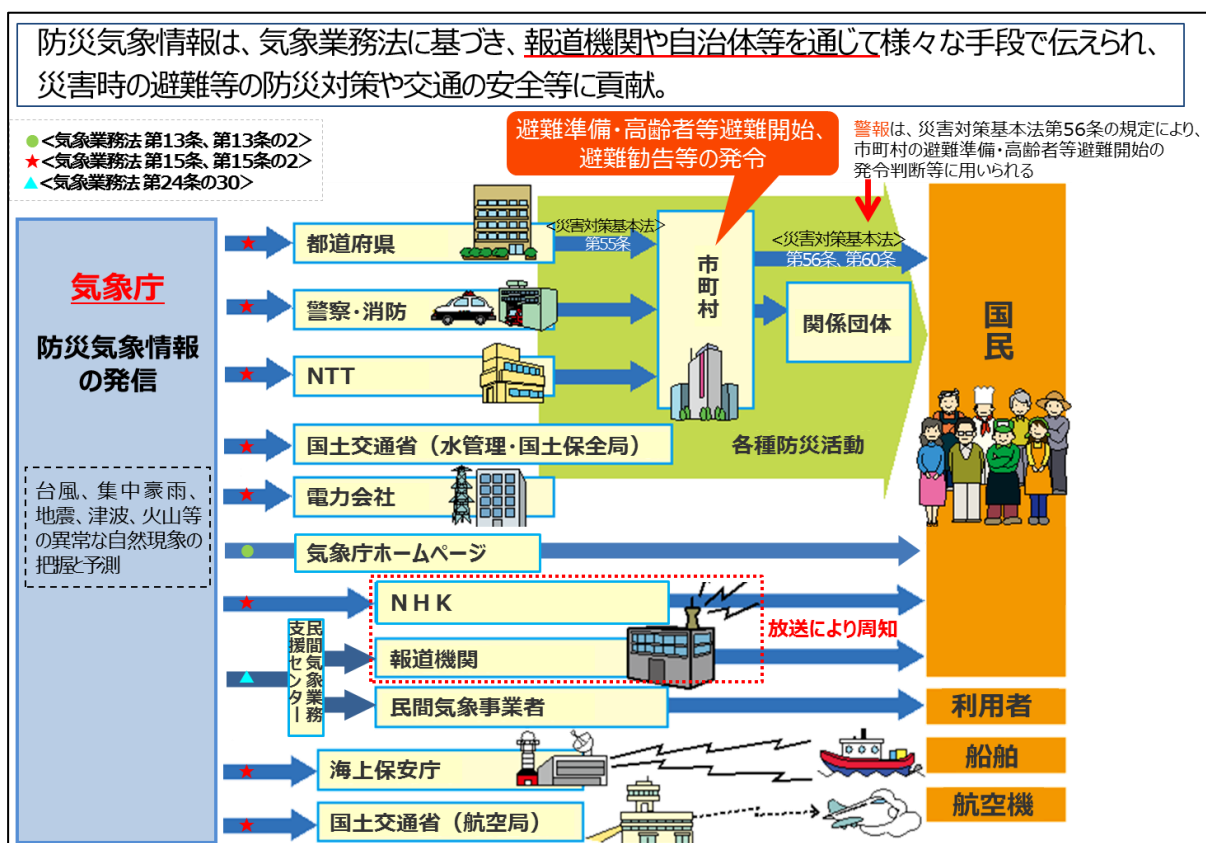 防災気象情報は、気象業務法に基づき、報道機関や自治体等を通じて様々な手段で伝えられ、
災害時の避難等の防災対策や交通の安全等に貢献。
●<気象業務法 第13条、第13条の2>
★<気象業務法 第15条、第15条の2>
▲<気象業務法 第24条の30>
避難準備・高齢者等避難開始、
避難勧告等の発令
警報は、災害対策基本法第56条の規定により、
市町村の避難準備・高齢者等避難開始の
発令判断等に用いられる
気象庁
防災気象情報
の発信
台風、集中豪雨、
地震、津波、火山等
の異常な自然現象の
把握と予測
都道府県
<災害対策基本法>
第55条
市町村
<災害対策基本法>
第56条、第60条
警察・消防
関係団体
NTT
国土交通省（水管理・国土保全局）
各種防災活動
電力会社
気象庁ホームページ
国民
NHK
放送により周知
民間気象業務
支援センター
報道機関
民間気象事業者
利用者
海上保安庁
船舶
国土交通省（航空局）
航空機